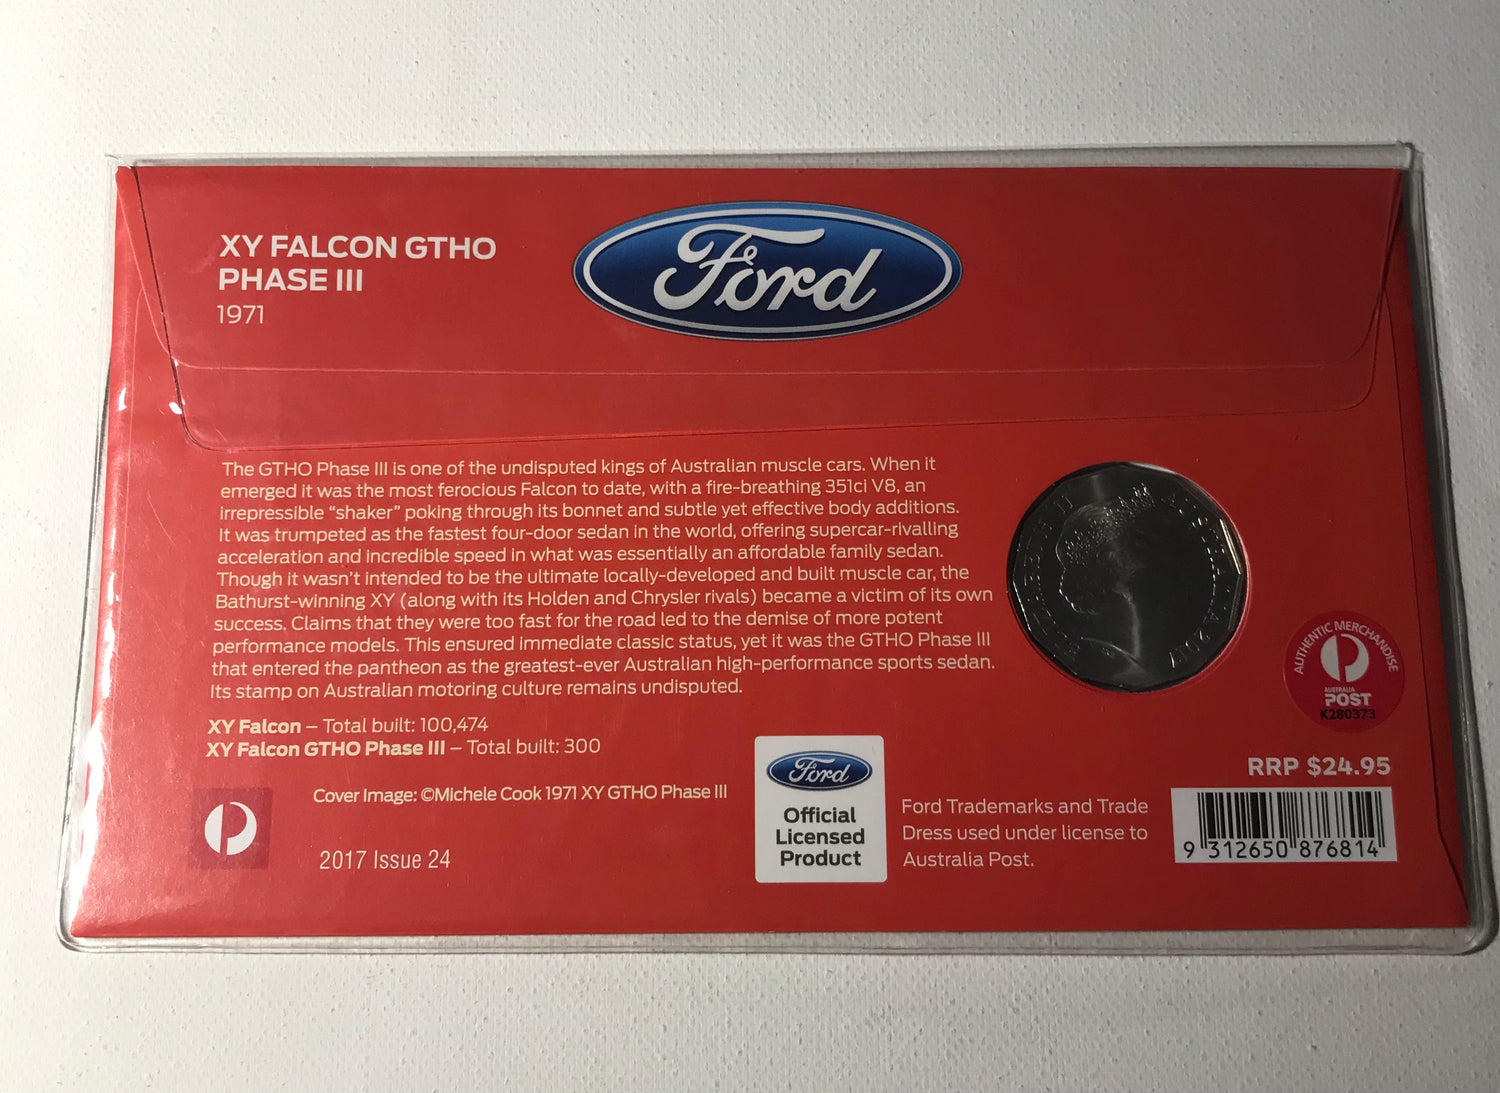 XY FALCON GTHO
PHASE III
1971
Ford
The GTHO Phase III is one of the undisputed kings of Australian muscle cars. When it
emerged it was the most ferocious Falcon to date, with a fire-breathing 351ci V8, an
irrepressible “shaker” poking through its bonnet and subtle yet effective body additions.
It was trumpeted as the fastest four-door sedan in the world, offering supercar-rivalling
acceleration and incredible speed in what was essentially an affordable family sedan.
Though it wasn't intended to be the ultimate locally-developed and built muscle car, the
Bathurst-winning XY (along with its Holden and Chrysler rivals) became a victim of its own
success. Claims that they were too fast for the road led to the demise of more potent
performance models. This ensured immediate classic status, yet it was the GTHO Phase III
that entered the pantheon as the greatest-ever Australian high-performance sports sedan.
Its stamp on Australian motoring culture remains undisputed.
XY Falcon – Total built: 100,474
XY Falcon GTHO Phase III – Total built: 300
Cover Image: ©Michele Cook 1971 XY GTHO Phase III
2017 Issue 24
Ford
Official
Licensed
Product
Ford Trademarks and Trade
Dress used under license to
Australia Post.
ELIZABETH II AUSTRALIA 2017
AUTHENTIC MERCHANDISE
AUSTRALIA
POST
K280373
RRP $24.95
9 312650 876814